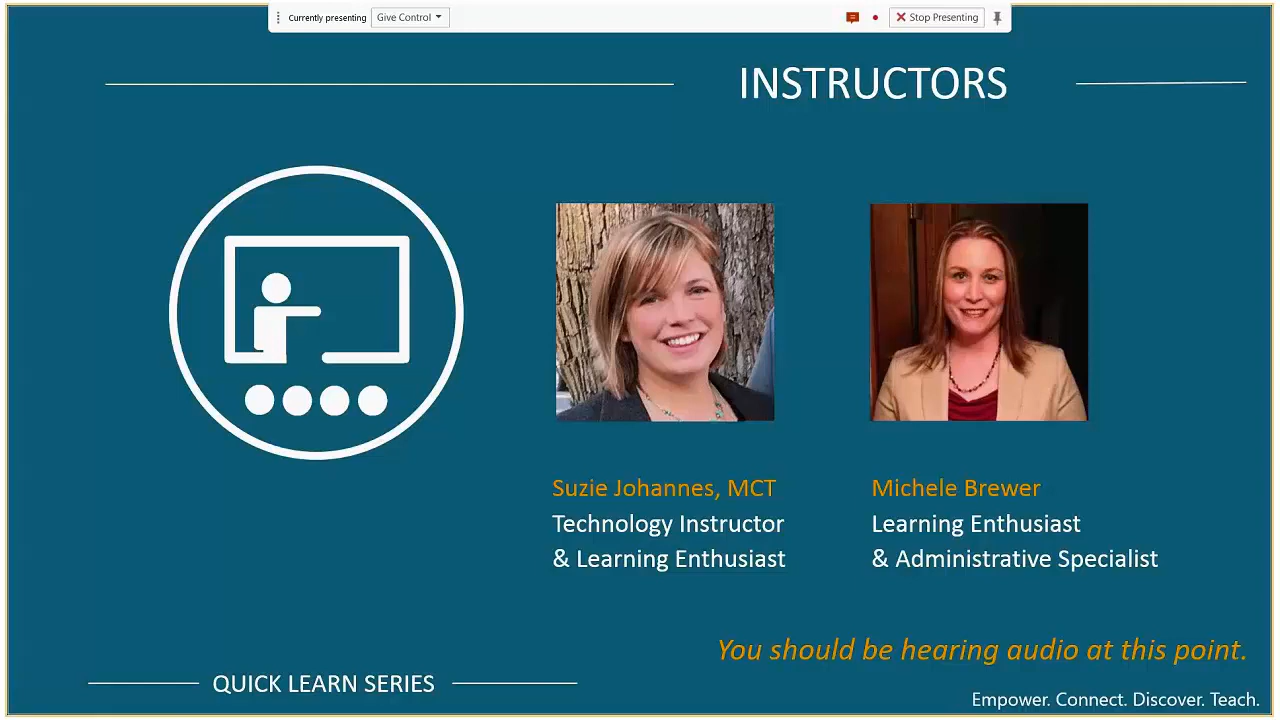 Currently presenting
Give Control
Stop Presenting
INSTRUCTORS
Suzie Johannes, MCT
Technology Instructor
& Learning Enthusiast
Michele Brewer
Learning Enthusiast
& Administrative Specialist
You should be hearing audio at this point.
QUICK LEARN SERIES
Empower. Connect. Discover. Teach.